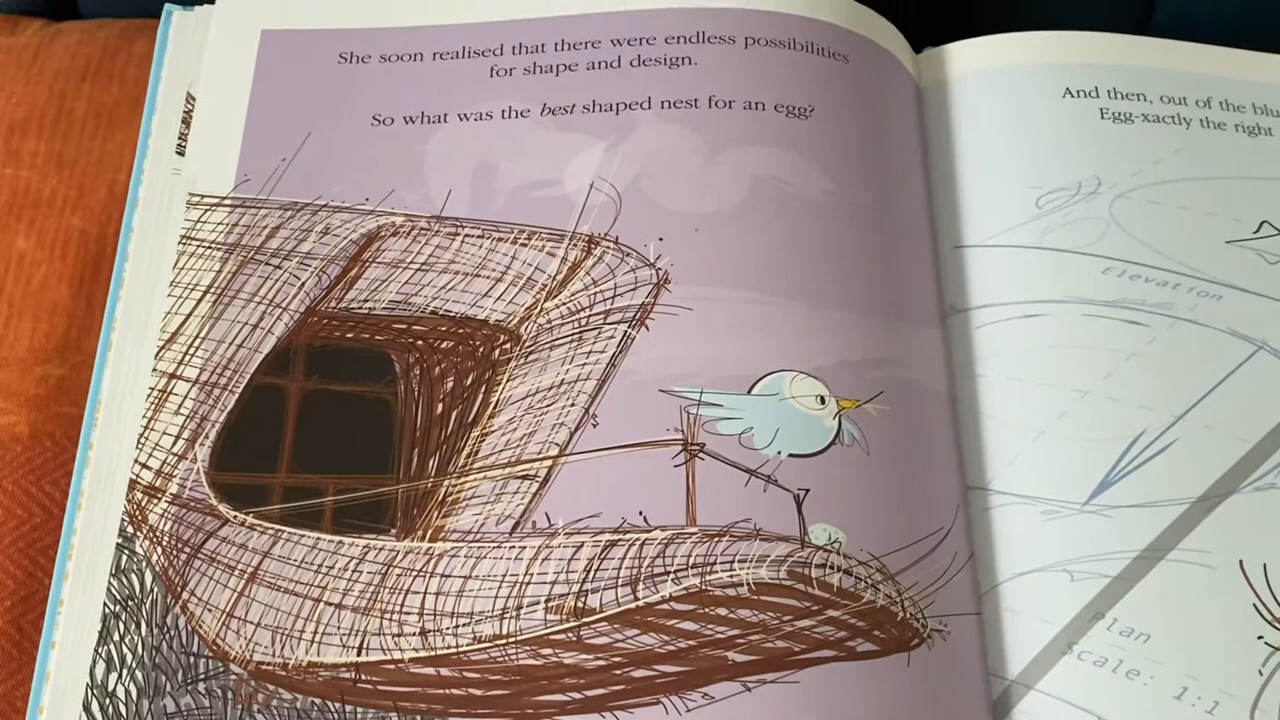 She soon realised that there were endless possibilities
for shape and design.
So what was the best shaped nest for an egg?
And then, out of the
Egg-xactly the right
Elevation
Plan
Scale: 1:1